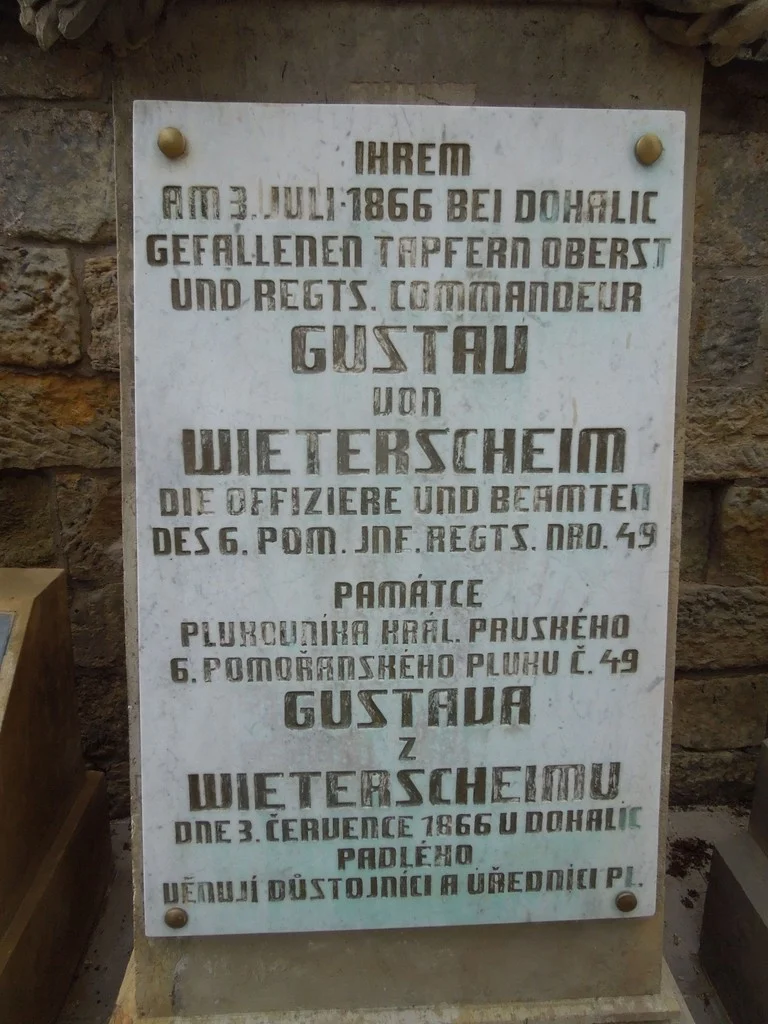 IHREM
AM 3. JULI·1866 BEI DOHALIC
GEFALLENEN TAPFERN OBERST
UND REGTS. COMMANDEUR
GUSTAV
VON
WIETERSCHEIM
DIE OFFIZIERE UND BEAMTEN
DES 6. POM. JNF. REGTS. NRO. 49
PAMÁTCE
PLUKOVNÍKA KRÁL. PRUSKÉHO
6. POMOŘANSKÉHO PLUKU Č. 49
GUSTAVA
Z
WIETERSCHEIMU
DNE 3. ČERVENCE 1866 U DOHALIC
PADLÉHO
VĚNUJÍ DŮSTOJNÍCI A ÚŘEDNÍCI PL.